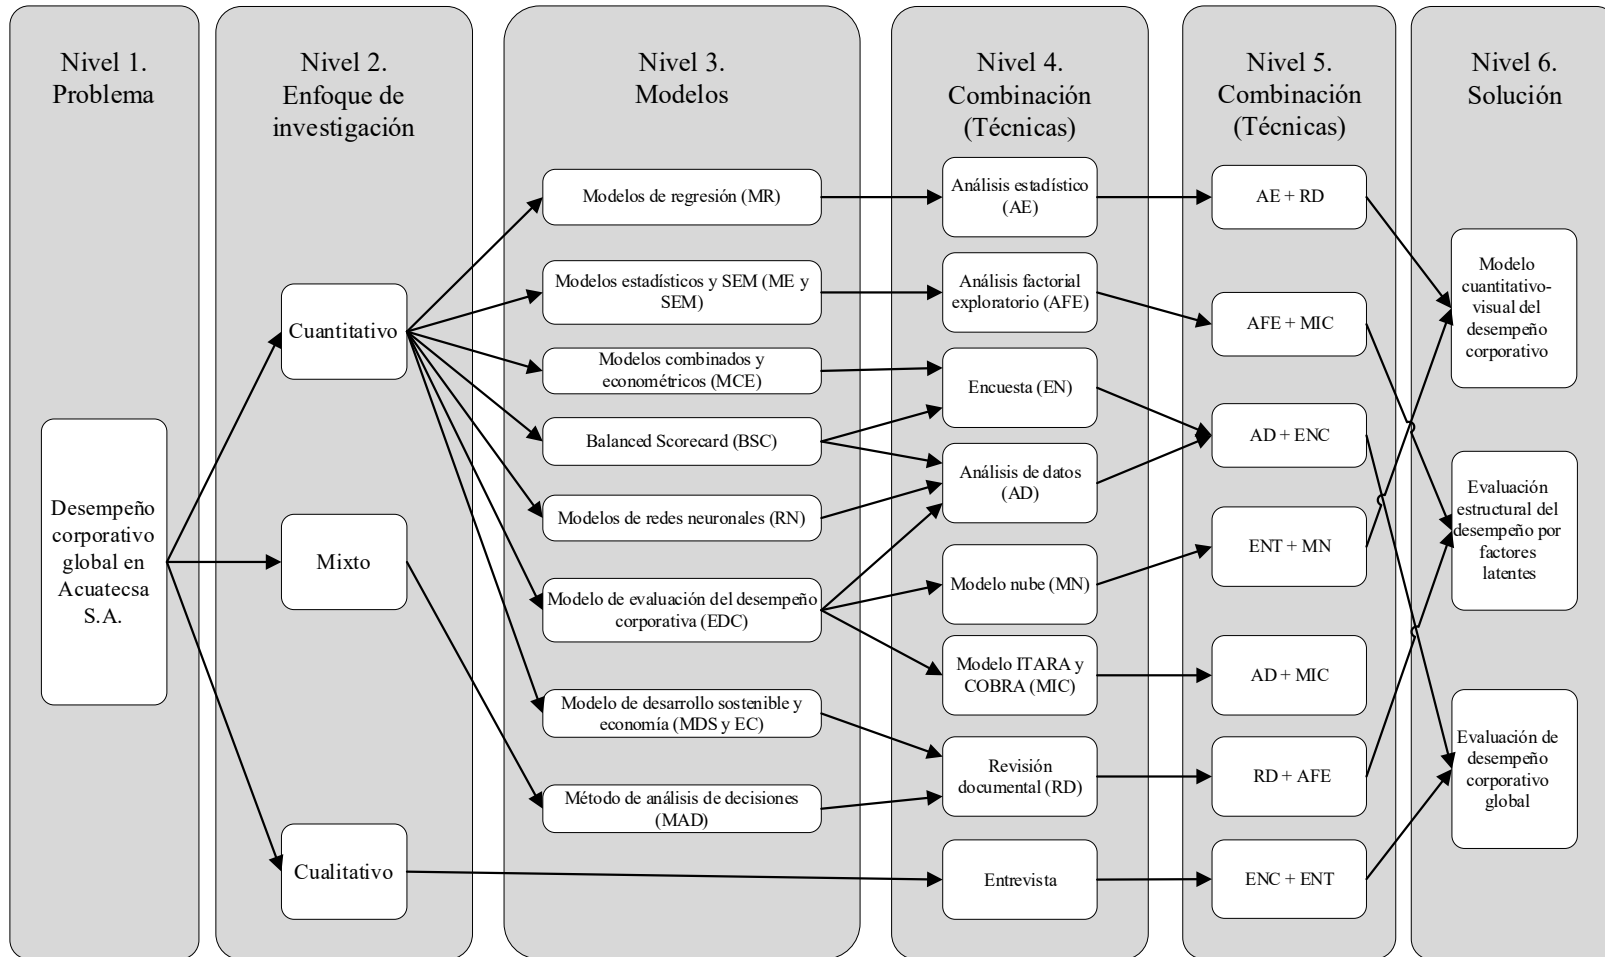 Nivel 1.
Problema
Desempeño
corporativo
global en
Acuatecsa
S.A.
Nivel 2.
Enfoque de
investigación
Cuantitativo
Mixto
Cualitativo
Nivel 3.
Modelos
Modelos de regresión (MR)
Modelos estadísticos y SEM (ME y
SEM)
Modelos combinados y
econométricos (MCE)
Balanced Scorecard (BSC)
Modelos de redes neuronales (RN)
Modelo de evaluación del desempeño
corporativa (EDC)
Modelo de desarrollo sostenible y
economía (MDS y EC)
Método de análisis de decisiones
(MAD)
Nivel 4.
Combinación
(Técnicas)
Análisis estadístico
(AE)
Análisis factorial
exploratorio (AFE)
Encuesta (EN)
Análisis de datos
(AD)
Modelo nube (MN)
Modelo ITARA y
COBRA (MIC)
Revisión
documental (RD)
Entrevista
Nivel 5.
Combinación
(Técnicas)
AE + RD
AFE + MIC
AD + ENC
ENT + MN
AD + MIC
RD + AFE
ENC + ENT
Nivel 6.
Solución
Modelo
cuantitativo-
visual del
desempeño
corporativo
Evaluación
estructural del
desempeño por
factores
latentes
Evaluación de
desempeño
corporativo
global